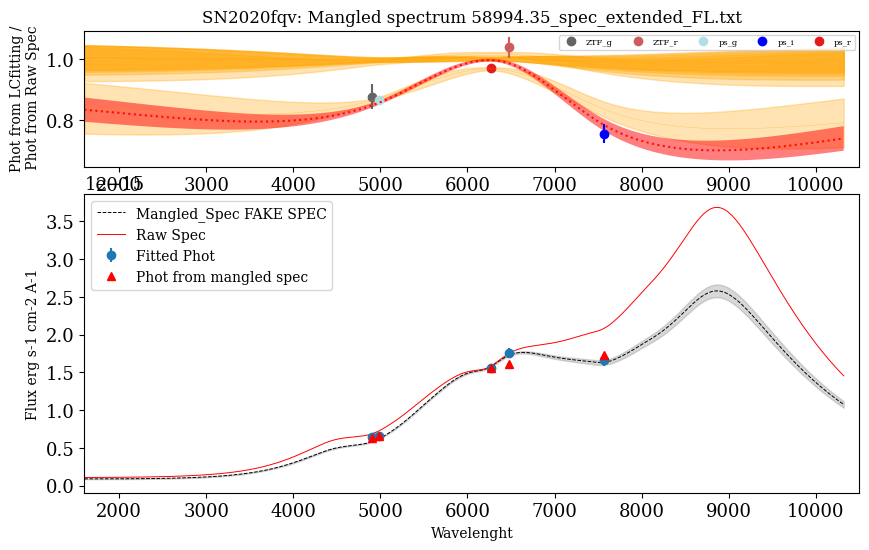 SN2020fqv: Mangled spectrum 58994.35_spec_extended_FL.txt
Phot from LCfitting /
Phot from Raw Spec
1.0
0.8
ZTF_g
ZTF_r
ps_g
ps_i
ps_r
2000 3000 4000 5000 6000 7000 8000 9000 10000
Flux erg s-1 cm-2 A-1
3.5
3.0
2.5
2.0
1.5
1.0
0.5
0.0
Mangled_Spec FAKE SPEC
Raw Spec
Fitted Phot
Phot from mangled spec
2000 3000 4000 5000 6000 7000 8000 9000 10000
Wavelenght